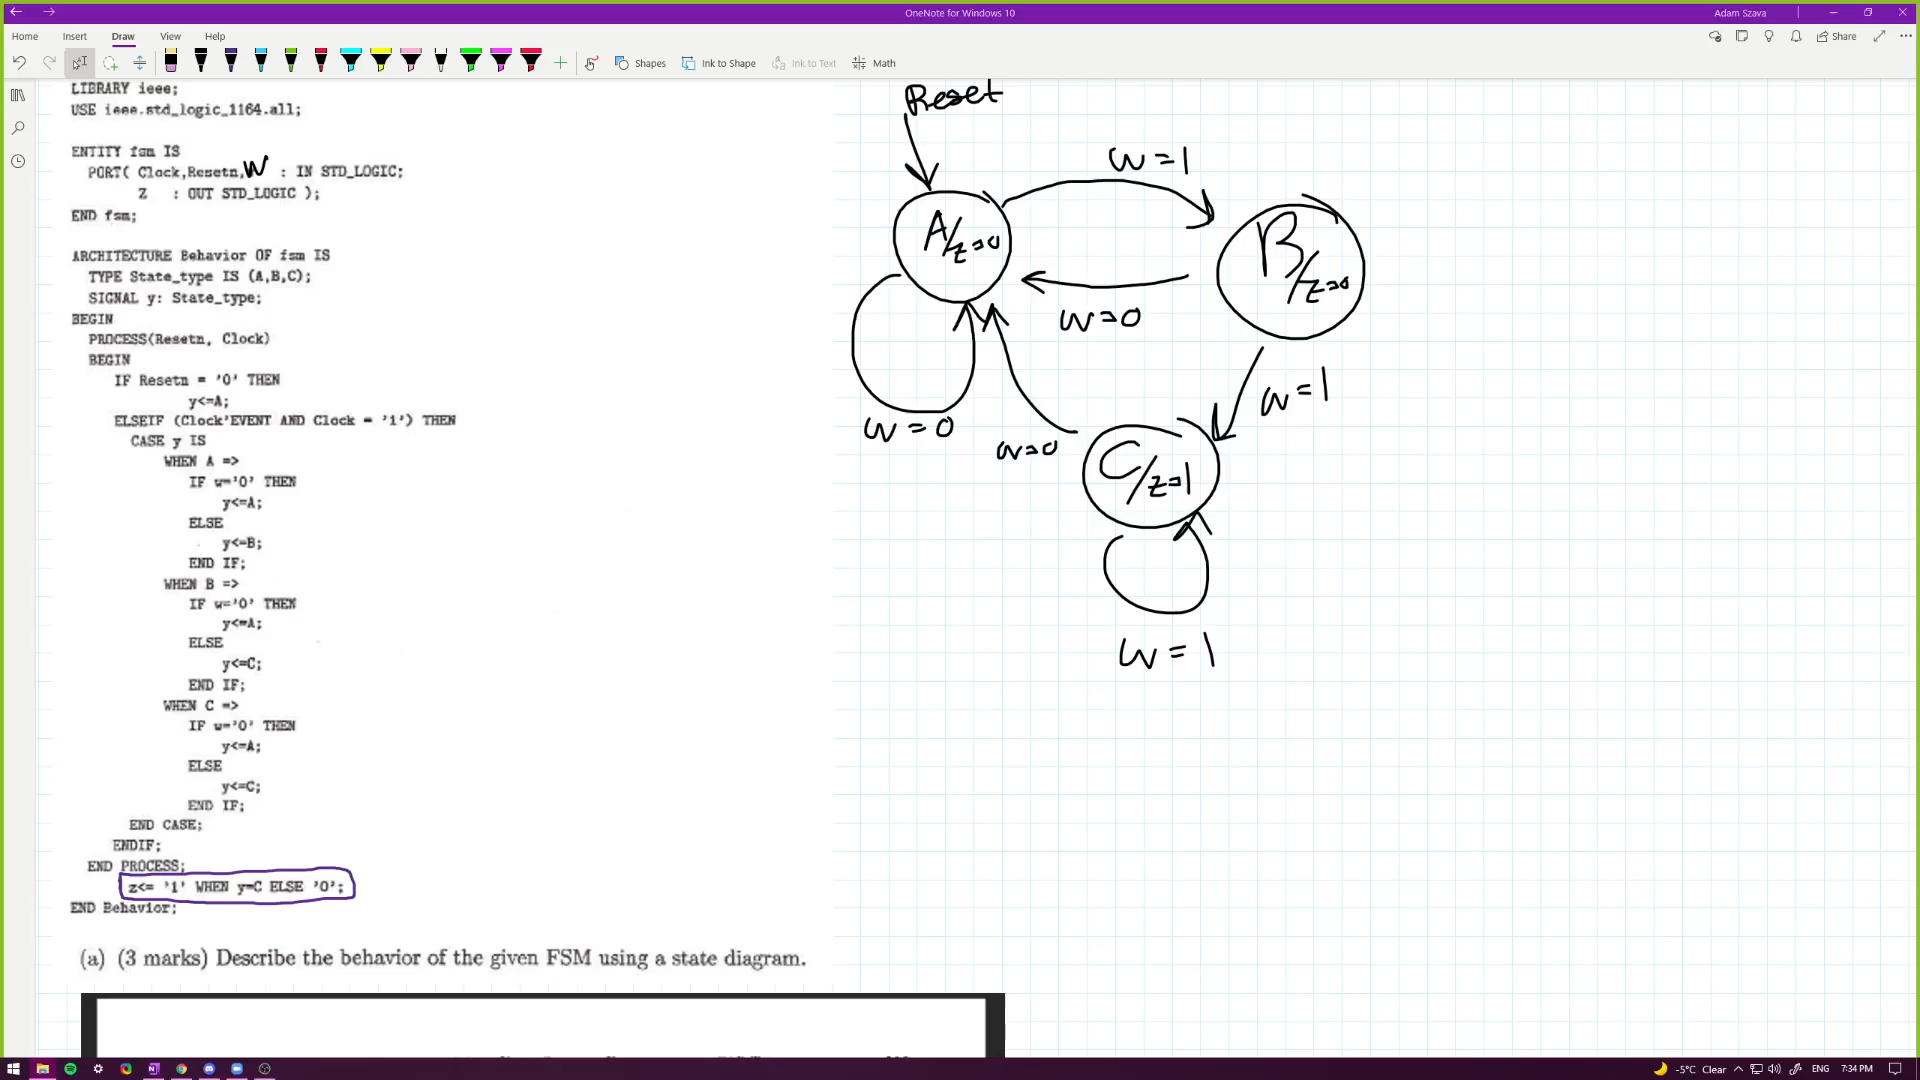 OneNote for Windows 10
Adam Szava
Home Insert Draw View Help
Share
Shapes Ink to Shape Ink to Text Math
LIBRARY ieee;
USE ieee.std_logic_1164.all;
ENTITY fsm IS
PORT( Clock,Resetn,W : IN STD_LOGIC;
Z : OUT STD_LOGIC );
END fsm;
ARCHITECTURE Behavior OF fsm IS
TYPE State_type IS (A,B,C);
SIGNAL y: State_type;
BEGIN
PROCESS(Resetn, Clock)
BEGIN
IF Resetn = '0' THEN
y<=A;
ELSEIF (Clock'EVENT AND Clock = '1') THEN
CASE y IS
WHEN A =>
IF w='0' THEN
y<=A;
ELSE
y<=B;
END IF;
WHEN B =>
IF w='0' THEN
y<=A;
ELSE
y<=C;
END IF;
WHEN C =>
IF w='0' THEN
y<=A;
ELSE
y<=C;
END IF;
END CASE;
ENDIF;
END PROCESS;
z<= '1' WHEN y=C ELSE '0';
END Behavior;
(a) (3 marks) Describe the behavior of the given FSM using a state diagram.
Reset
w=1
A/z=0
B/z=0
w=0
w=1
w=0
w=0
C/z=1
w=1
-5°C Clear
ENG
7:34 PM